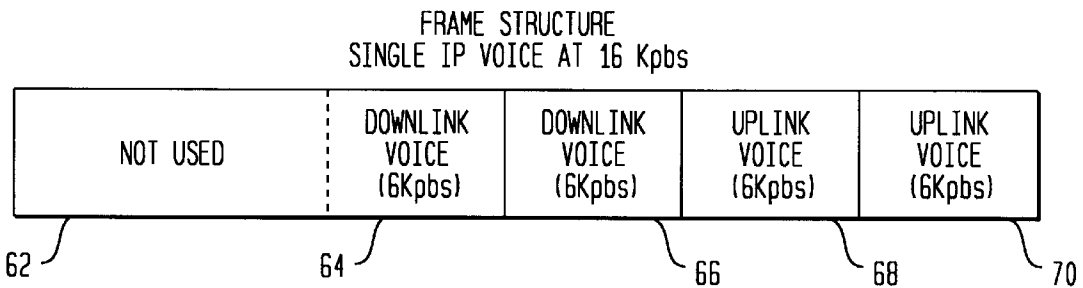 FRAME STRUCTURE
SINGLE IP VOICE AT 16 Kpbs
NOT USED
DOWNLINK
VOICE
(6Kpbs)
DOWNLINK
VOICE
(6Kpbs)
UPLINK
VOICE
(6Kpbs)
UPLINK
VOICE
(6Kpbs)
62
64
66
68
70